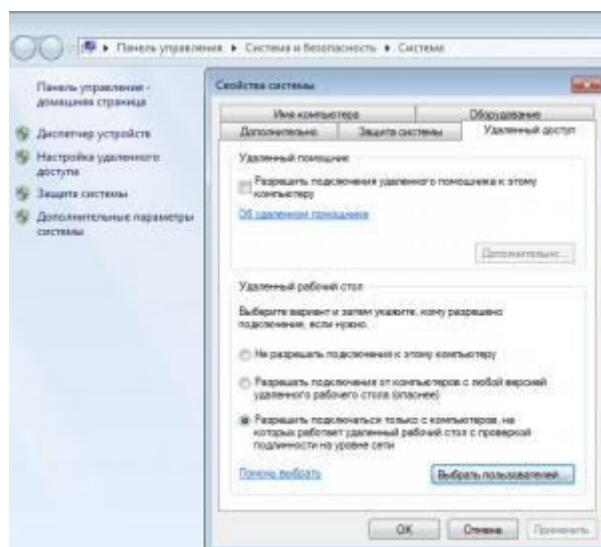 Панель управления ▸ Система и безопасность ▸ Система
Панель управления -
домашняя страница
Диспетчер устройств
Настройка удаленного
доступа
Защита системы
Дополнительные параметры
системы
Свойства системы
Имя компьютера
Оборудование
Дополнительно
Защита системы
Удаленный доступ
Удаленный помощник
Разрешить подключения удаленного помощника к этому
компьютеру
Об удаленном помощнике
Дополнительно...
Удаленный рабочий стол
Выберите вариант и затем укажите, кому разрешено
подключение, если нужно.
Не разрешать подключения к этому компьютеру
Разрешать подключения от компьютеров с любой версией
удаленного рабочего стола (опаснее)
Разрешать подключаться только с компьютеров, на
которых работает удаленный рабочий стол с проверкой
подлинности на уровне сети
Помочь выбрать
Выбрать пользователей...
OK
Отмена
Применить